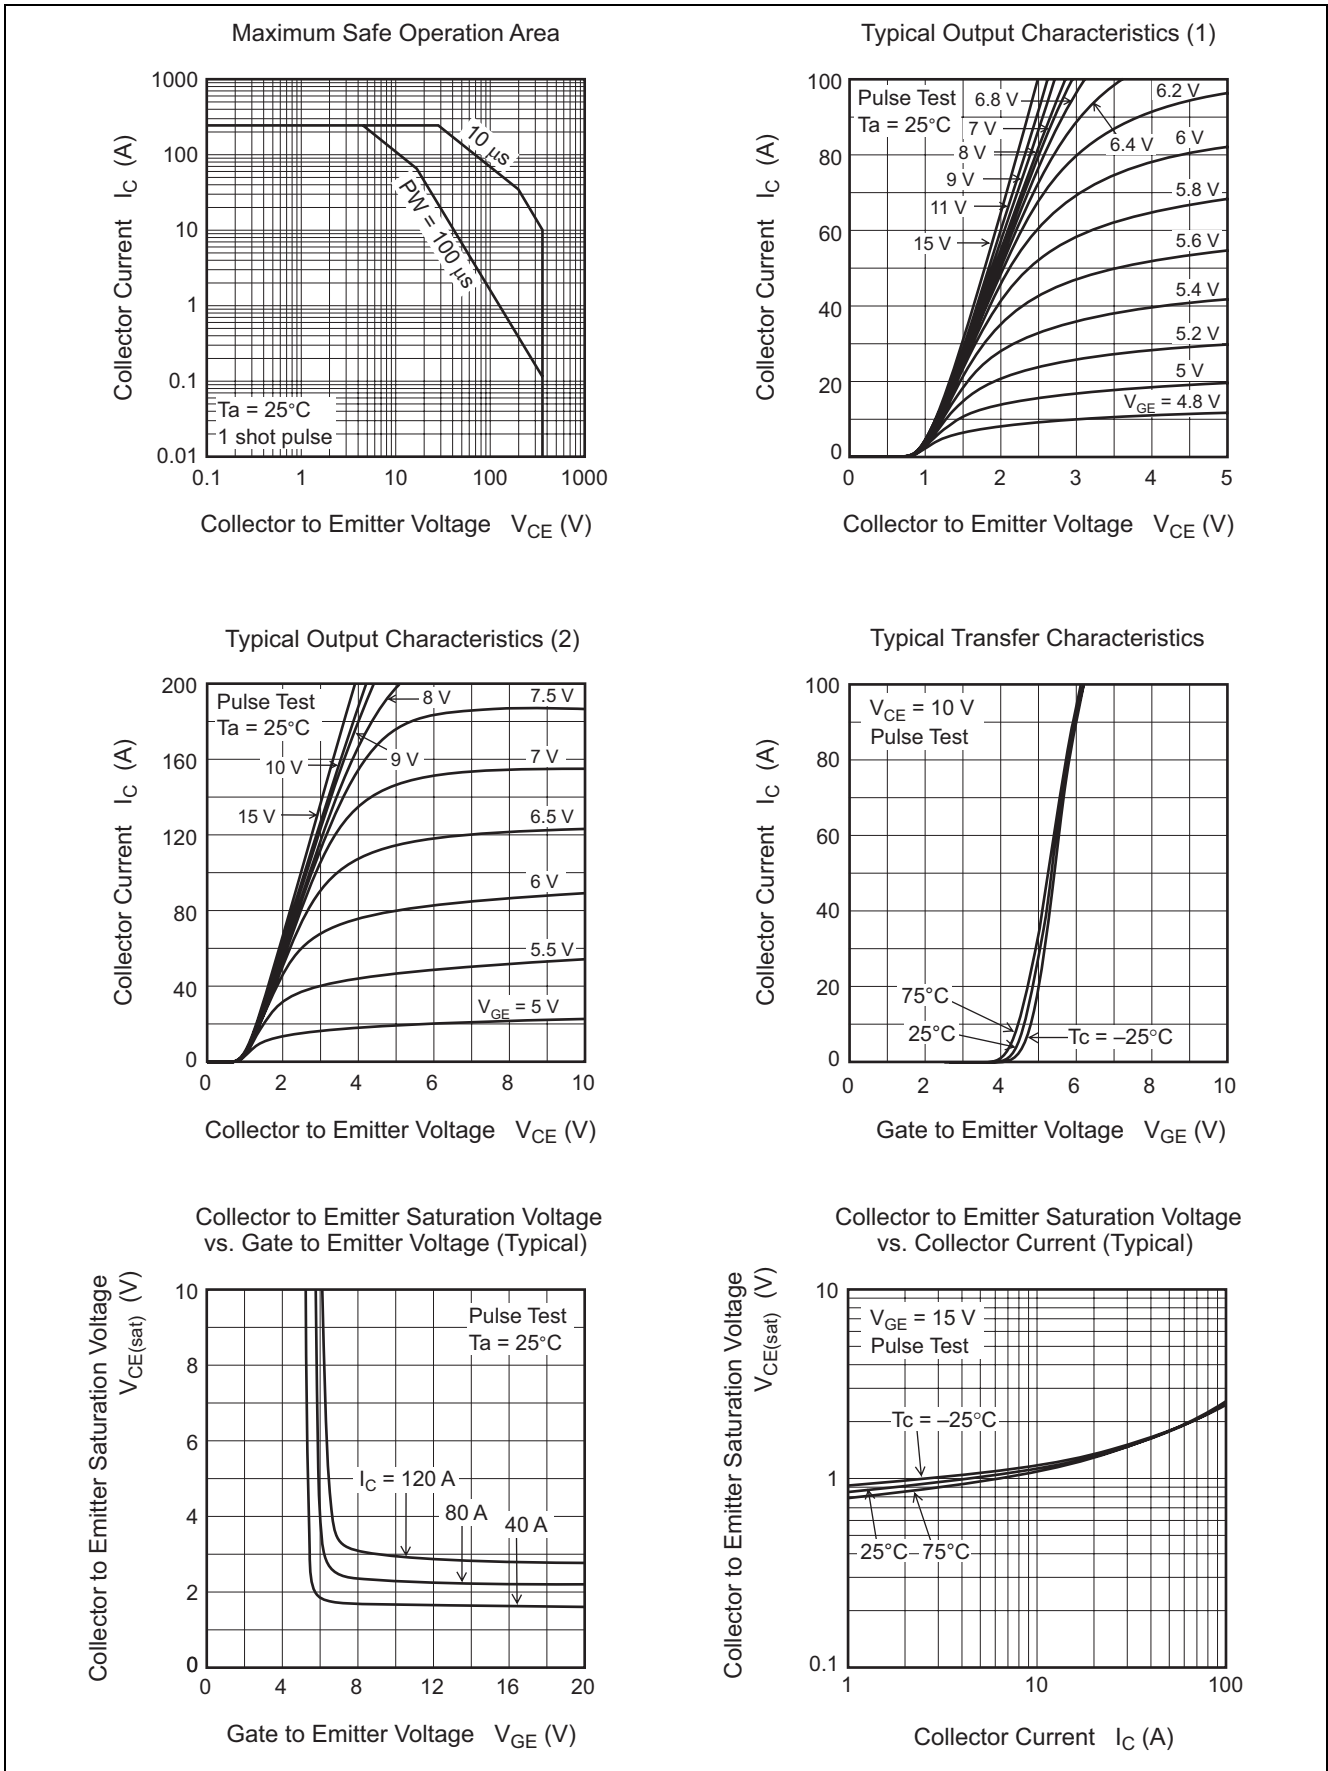 Maximum Safe Operation Area
1000
100
10
1
0.1
0.01
Collector Current I_C (A)
10 μs
PW = 100 μs
Ta = 25°C
1 shot pulse
0.1
1
10
100
1000
Collector to Emitter Voltage V_CE (V)
Typical Output Characteristics (1)
100
80
60
40
20
0
Collector Current I_C (A)
Pulse Test
Ta = 25°C
6.8 V
7 V
8 V
9 V
11 V
15 V
6.4 V
6.2 V
6 V
5.8 V
5.6 V
5.4 V
5.2 V
5 V
V_GE = 4.8 V
0
1
2
3
4
5
Collector to Emitter Voltage V_CE (V)
Typical Output Characteristics (2)
200
160
120
80
40
0
Collector Current I_C (A)
Pulse Test
Ta = 25°C
10 V
15 V
8 V
9 V
7.5 V
7 V
6.5 V
6 V
5.5 V
V_GE = 5 V
0
2
4
6
8
10
Collector to Emitter Voltage V_CE (V)
Typical Transfer Characteristics
100
80
60
40
20
0
Collector Current I_C (A)
V_CE = 10 V
Pulse Test
75°C
25°C
Tc = –25°C
0
2
4
6
8
10
Gate to Emitter Voltage V_GE (V)
Collector to Emitter Saturation Voltage
vs. Gate to Emitter Voltage (Typical)
10
8
6
4
2
0
Collector to Emitter Saturation Voltage
V_CE(sat) (V)
Pulse Test
Ta = 25°C
I_C = 120 A
80 A
40 A
0
4
8
12
16
20
Gate to Emitter Voltage V_GE (V)
Collector to Emitter Saturation Voltage
vs. Collector Current (Typical)
10
1
0.1
Collector to Emitter Saturation Voltage
V_CE(sat) (V)
V_GE = 15 V
Pulse Test
Tc = –25°C
25°C
75°C
1
10
100
Collector Current I_C (A)